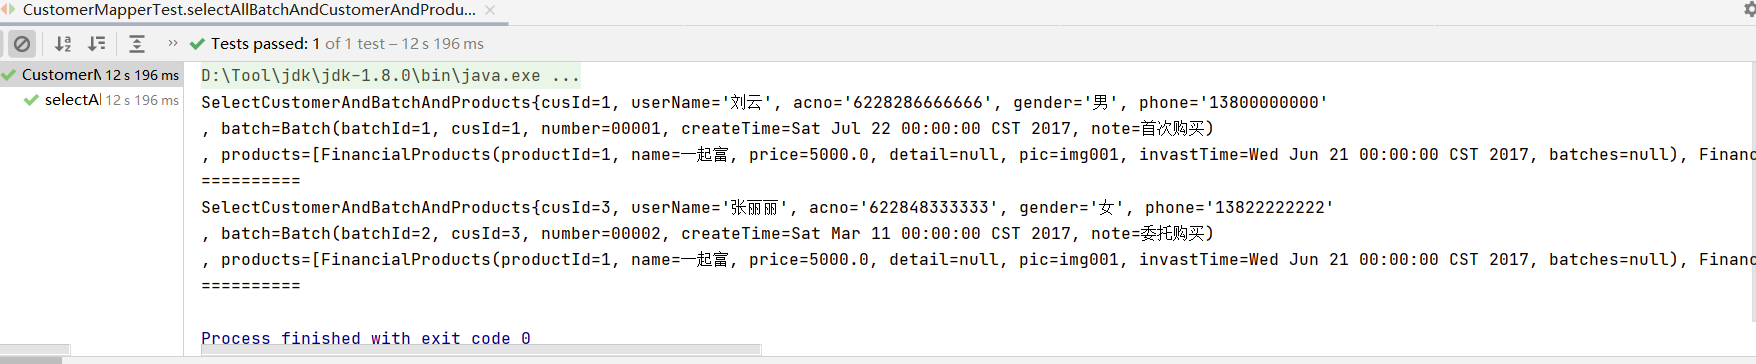 CustomerMapperTest.selectAllBatchAndCustomerAndProdu...
Tests passed: 1 of 1 test – 12 s 196 ms
CustomerM 12 s 196 ms
selectAl 12 s 196 ms
D:\Tool\jdk\jdk-1.8.0\bin\java.exe ...
SelectCustomerAndBatchAndProducts{cusId=1, userName='刘云', acno='6228286666666', gender='男', phone='13800000000'
, batch=Batch(batchId=1, cusId=1, number=00001, createTime=Sat Jul 22 00:00:00 CST 2017, note=首次购买)
, products=[FinancialProducts(productId=1, name=一起富, price=5000.0, detail=null, pic=img001, invastTime=Wed Jun 21 00:00:00 CST 2017, batches=null), Financ
==========
SelectCustomerAndBatchAndProducts{cusId=3, userName='张丽丽', acno='622848333333', gender='女', phone='13822222222'
, batch=Batch(batchId=2, cusId=3, number=00002, createTime=Sat Mar 11 00:00:00 CST 2017, note=委托购买)
, products=[FinancialProducts(productId=1, name=一起富, price=5000.0, detail=null, pic=img001, invastTime=Wed Jun 21 00:00:00 CST 2017, batches=null), Financ
==========
Process finished with exit code 0